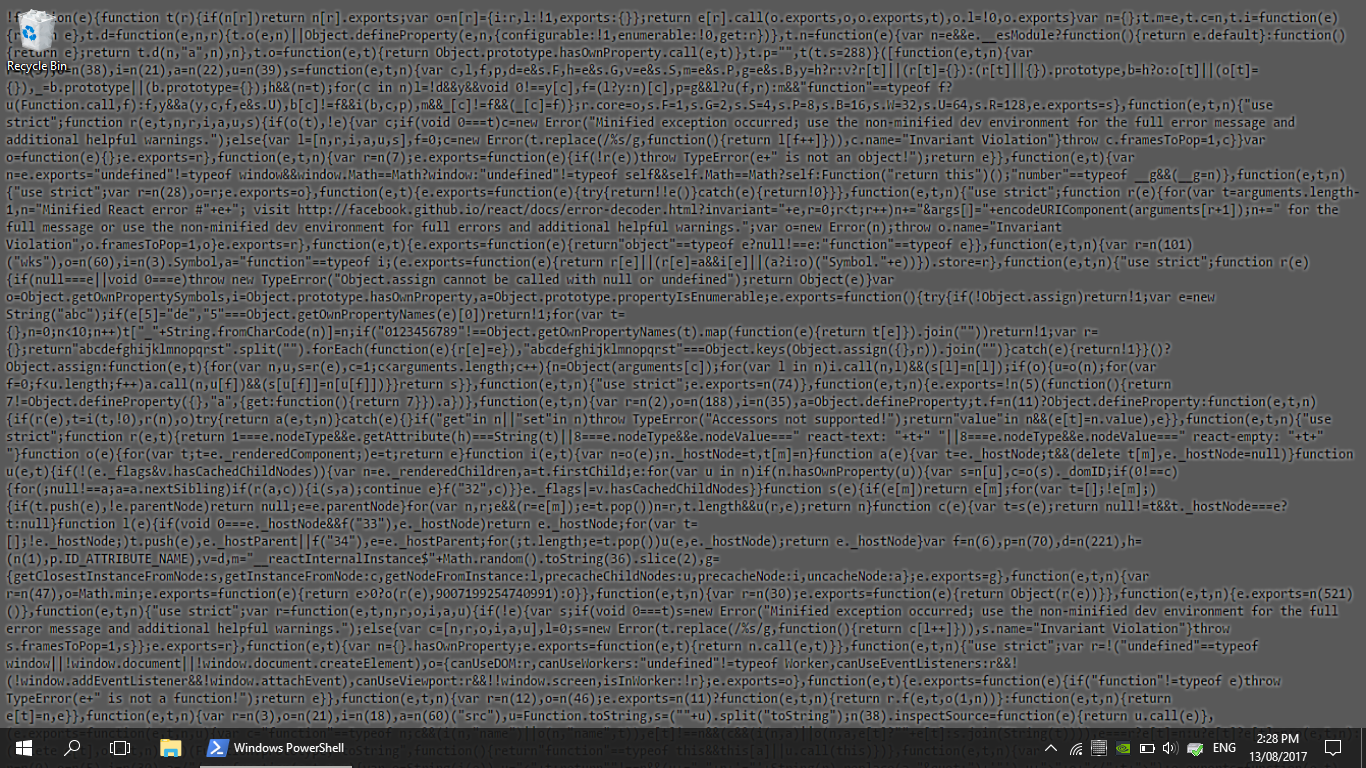 !function(e){function t(r){if(n[r])return n[r].exports;var o=n[r]={i:r,l:!1,exports:{}};return e[r].call(o.exports,o,o.exports,t),o.l=!0,o.exports}var n={};t.m=e,t.c=n,t.i=function(e)
{return e},t.d=function(e,n,r){t.o(e,n)||Object.defineProperty(e,n,{configurable:!1,enumerable:!0,get:r})},t.n=function(e){var n=e&&e.__esModule?function(){return e.default}:function()
{return e};return t.d(n,"a",n),n},t.o=function(e,t){return Object.prototype.hasOwnProperty.call(e,t)},t.p="",t(t.s=288)}([function(e,t,n){var
Recycle Bin
o=n(38),i=n(21),a=n(22),u=n(39),s=function(e,t,n){var c,l,f,p,d=e&s.F,h=e&s.G,v=e&s.S,m=e&s.P,g=e&s.B,y=h?r:v?r[t]||(r[t]={}):(r[t]||{}).prototype,b=h?o:o[t]||(o[t]=
{}),_=b.prototype||(b.prototype={});h&&(n=t);for(c in n)l=!d&&y&&void 0!==y[c],f=(l?y:n)[c],p=g&&l?u(f,r):m&&"function"==typeof f?
u(Function.call,f):f,y&&a(y,c,f,e&s.U),b[c]!=f&&i(b,c,p),m&&_[c]!=f&&(_[c]=f)};r.core=o,s.F=1,s.G=2,s.S=4,s.P=8,s.B=16,s.W=32,s.U=64,s.R=128,e.exports=s},function(e,t,n){"use
strict";function r(e,t,n,r,i,a,u,s){if(o(t),!e){var c;if(void 0===t)c=new Error("Minified exception occurred; use the non-minified dev environment for the full error message and
additional helpful warnings.");else{var l=[n,r,i,a,u,s],f=0;c=new Error(t.replace(/%s/g,function(){return l[f++]})),c.name="Invariant Violation"}throw c.framesToPop=1,c}}var
o=function(e){};e.exports=r},function(e,t,n){var r=n(7);e.exports=function(e){if(!r(e))throw TypeError(e+" is not an object!");return e}},function(e,t){var
n=e.exports="undefined"!=typeof window&&window.Math==Math?window:"undefined"!=typeof self&&self.Math==Math?self:Function("return this")();"number"==typeof __g&&(__g=n)},function(e,t,n)
{"use strict";var r=n(28),o=r;e.exports=o},function(e,t){e.exports=function(e){try{return!!e()}catch(e){return!0}}},function(e,t,n){"use strict";function r(e){for(var t=arguments.length-
1,n="Minified React error #"+e+"; visit http://facebook.github.io/react/docs/error-decoder.html?invariant="+e,r=0;r<t;r++)n+="&args[]="+encodeURIComponent(arguments[r+1]);n+=" for the
full message or use the non-minified dev environment for full errors and additional helpful warnings.";var o=new Error(n);throw o.name="Invariant
Violation",o.framesToPop=1,o}e.exports=r},function(e,t){e.exports=function(e){return"object"==typeof e?null!==e:"function"==typeof e}},function(e,t,n){var r=n(101)
("wks"),o=n(60),i=n(3).Symbol,a="function"==typeof i;(e.exports=function(e){return r[e]||(r[e]=a&&i[e]||(a?i:o)("Symbol."+e))}).store=r},function(e,t,n){"use strict";function r(e)
{if(null===e||void 0===e)throw new TypeError("Object.assign cannot be called with null or undefined");return Object(e)}var
o=Object.getOwnPropertySymbols,i=Object.prototype.hasOwnProperty,a=Object.prototype.propertyIsEnumerable;e.exports=function(){try{if(!Object.assign)return!1;var e=new
String("abc");if(e[5]="de","5"===Object.getOwnPropertyNames(e)[0])return!1;for(var t=
{},n=0;n<10;n++)t["_"+String.fromCharCode(n)]=n;if("0123456789"!==Object.getOwnPropertyNames(t).map(function(e){return t[e]}).join(""))return!1;var r=
{};return"abcdefghijklmnopqrst".split("").forEach(function(e){r[e]=e}),"abcdefghijklmnopqrst"===Object.keys(Object.assign({},r)).join("")}catch(e){return!1}}()?
Object.assign:function(e,t){for(var n,u,s=r(e),c=1;c<arguments.length;c++){n=Object(arguments[c]);for(var l in n)i.call(n,l)&&(s[l]=n[l]);if(o){u=o(n);for(var
f=0;f<u.length;f++)a.call(n,u[f])&&(s[u[f]]=n[u[f]])}}return s}},function(e,t,n){"use strict";e.exports=n(74)},function(e,t,n){e.exports=!n(5)(function(){return
7!=Object.defineProperty({},"a",{get:function(){return 7}}).a})},function(e,t,n){var r=n(2),o=n(188),i=n(35),a=Object.defineProperty;t.f=n(11)?Object.defineProperty:function(e,t,n)
{if(r(e),t=i(t,!0),r(n),o)try{return a(e,t,n)}catch(e){}if("get"in n||"set"in n)throw TypeError("Accessors not supported!");return"value"in n&&(e[t]=n.value),e}},function(e,t,n){"use
strict";function r(e,t){return 1===e.nodeType&&e.getAttribute(h)===String(t)||8===e.nodeType&&e.nodeValue===" react-text: "+t+" "||8===e.nodeType&&e.nodeValue===" react-empty: "+t+"
"}function o(e){for(var t;t=e._renderedComponent;)e=t;return e}function i(e,t){var n=o(e);n._hostNode=t,t[m]=n}function a(e){var t=e._hostNode;t&&(delete t[m],e._hostNode=null)}function
u(e,t){if(!(e._flags&v.hasCachedChildNodes)){var n=e._renderedChildren,a=t.firstChild;e:for(var u in n)if(n.hasOwnProperty(u)){var s=n[u],c=o(s)._domID;if(0!==c)
{for(;null!==a;a=a.nextSibling)if(r(a,c)){i(s,a);continue e}f("32",c)}}e._flags|=v.hasCachedChildNodes}}function s(e){if(e[m])return e[m];for(var t=[];!e[m];)
{if(t.push(e),!e.parentNode)return null;e=e.parentNode}for(var n,r;e&&(r=e[m]);e=t.pop())n=r,t.length&&u(r,e);return n}function c(e){var t=s(e);return null!=t&&t._hostNode===e?
t:null}function l(e){if(void 0===e._hostNode&&f("33"),e._hostNode)return e._hostNode;for(var t=
[];!e._hostNode;)t.push(e),e._hostParent||f("34"),e=e._hostParent;for(;t.length;e=t.pop())u(e,e._hostNode);return e._hostNode}var f=n(6),p=n(70),d=n(221),h=
(n(1),p.ID_ATTRIBUTE_NAME),v=d,m="__reactInternalInstance$"+Math.random().toString(36).slice(2),g=
{getClosestInstanceFromNode:s,getInstanceFromNode:c,getNodeFromInstance:l,precacheChildNodes:u,precacheNode:i,uncacheNode:a};e.exports=g},function(e,t,n){var
r=n(47),o=Math.min;e.exports=function(e){return e>0?o(r(e),9007199254740991):0}},function(e,t,n){var r=n(30);e.exports=function(e){return Object(r(e))}},function(e,t,n){e.exports=n(521)
()},function(e,t,n){"use strict";var r=function(e,t,n,r,o,i,a,u){if(!e){var s;if(void 0===t)s=new Error("Minified exception occurred; use the non-minified dev environment for the full
error message and additional helpful warnings.");else{var c=[n,r,o,i,a,u],l=0;s=new Error(t.replace(/%s/g,function(){return c[l++]})),s.name="Invariant Violation"}throw
s.framesToPop=1,s}};e.exports=r},function(e,t){var n={}.hasOwnProperty;e.exports=function(e,t){return n.call(e,t)}},function(e,t,n){"use strict";var r=!("undefined"==typeof
window||!window.document||!window.document.createElement),o={canUseDOM:r,canUseWorkers:"undefined"!=typeof Worker,canUseEventListeners:r&&!
(!window.addEventListener&&!window.attachEvent),canUseViewport:r&&!!window.screen,isInWorker:!r};e.exports=o},function(e,t){e.exports=function(e){if("function"!=typeof e)throw
TypeError(e+" is not a function!");return e}},function(e,t,n){var r=n(12),o=n(46);e.exports=n(11)?function(e,t,n){return r.f(e,t,o(1,n))}:function(e,t,n){return
e[t]=n,e}},function(e,t,n){var r=n(3),o=n(21),i=n(18),a=n(60)("src"),u=Function.toString,s=(""+u).split("toString");n(38).inspectSource=function(e){return u.call(e)},
Windows PowerShell
ENG
2:28 PM
13/08/2017